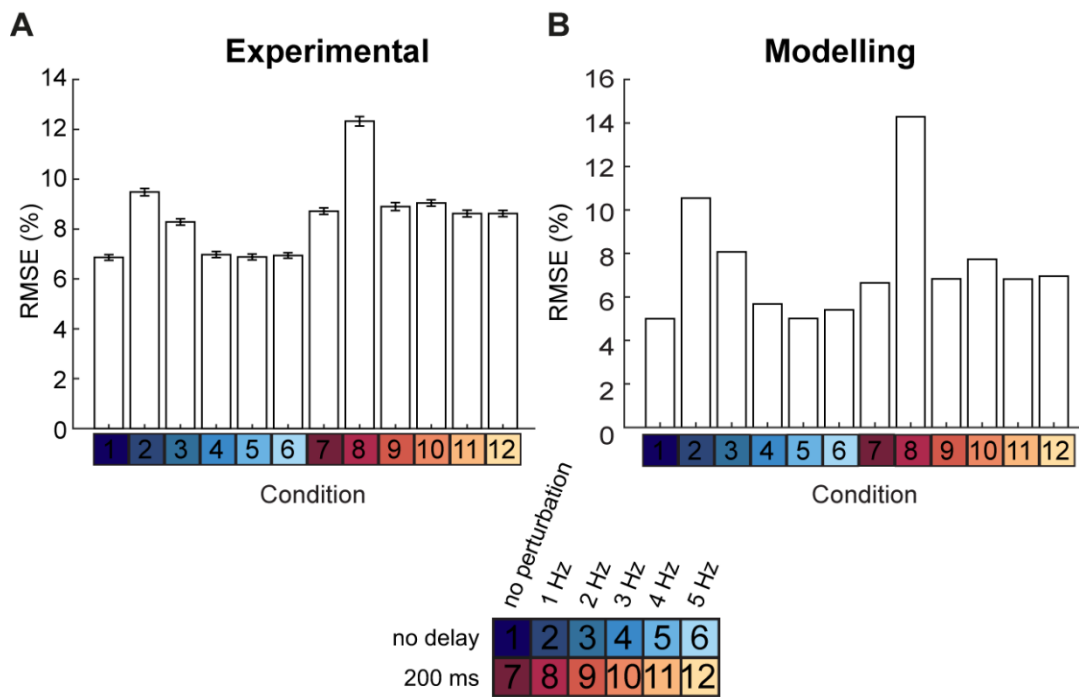 A
Experimental
RMSE (%)
14
12
10
8
6
4
2
0
1 2 3 4 5 6 7 8 9 10 11 12
Condition
B
Modelling
RMSE (%)
16
14
12
10
8
6
4
2
0
1 2 3 4 5 6 7 8 9 10 11 12
Condition
no perturbation
1 Hz
2 Hz
3 Hz
4 Hz
5 Hz
no delay 1 2 3 4 5 6
200 ms 7 8 9 10 11 12